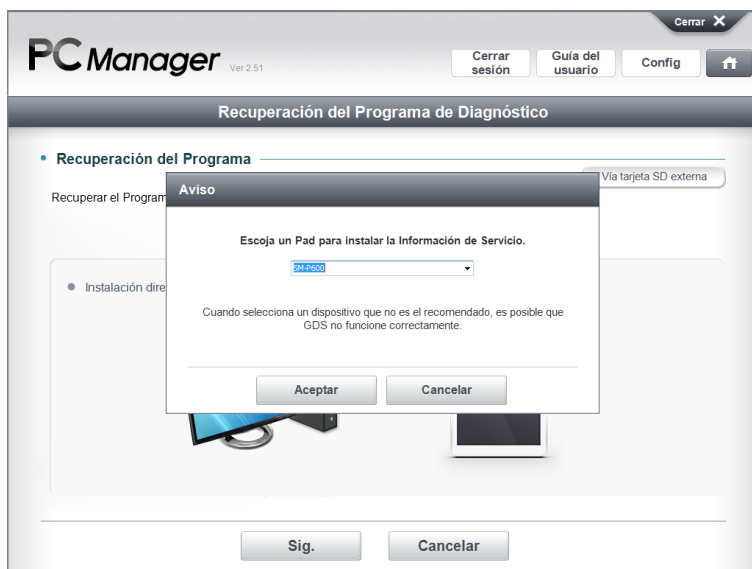 Cerrar X
PC Manager Ver 2.51
Cerrar sesión
Guía del usuario
Config
Recuperación del Programa de Diagnóstico
Recuperación del Programa
Vía tarjeta SD externa
Recuperar el Program
Aviso
Escoja un Pad para instalar la Información de Servicio.
SM-P600
Instalación dire
Cuando selecciona un dispositivo que no es el recomendado, es posible que
GDS no funcione correctamente.
Aceptar
Cancelar
Sig.
Cancelar